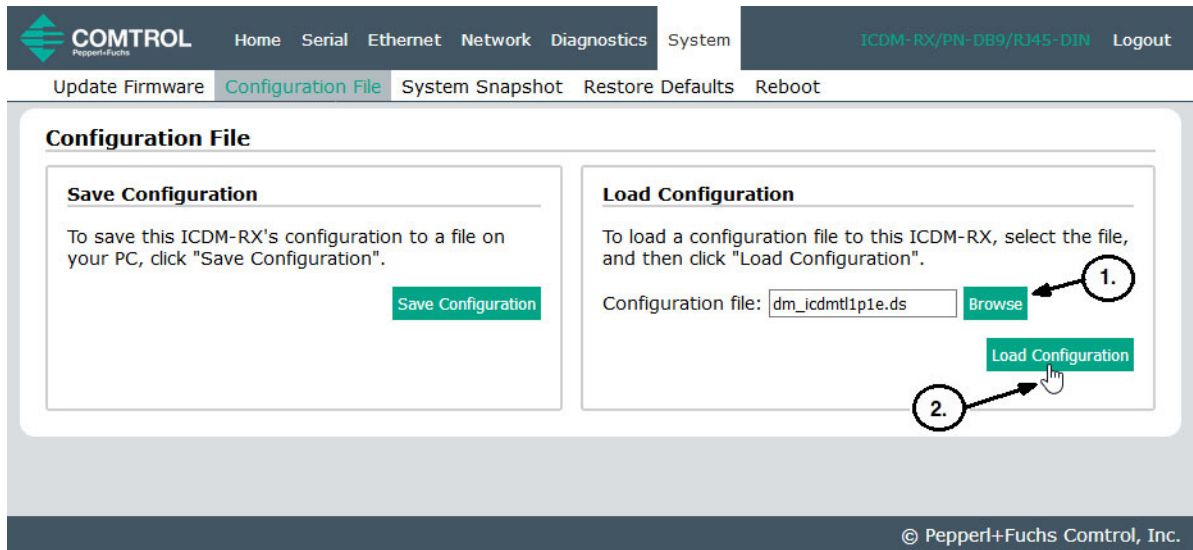 COMTROL
Pepperl+Fuchs
Home Serial Ethernet Network Diagnostics System ICDM-RX/PN-DB9/RJ45-DIN Logout
Update Firmware Configuration File System Snapshot Restore Defaults Reboot
Configuration File
Save Configuration
To save this ICDM-RX's configuration to a file on
your PC, click "Save Configuration".
Save Configuration
Load Configuration
To load a configuration file to this ICDM-RX, select the file,
and then click "Load Configuration".
1.
Configuration file: dm_icdmtl1p1e.ds Browse
Load Configuration
2.
© Pepperl+Fuchs Comtrol, Inc.